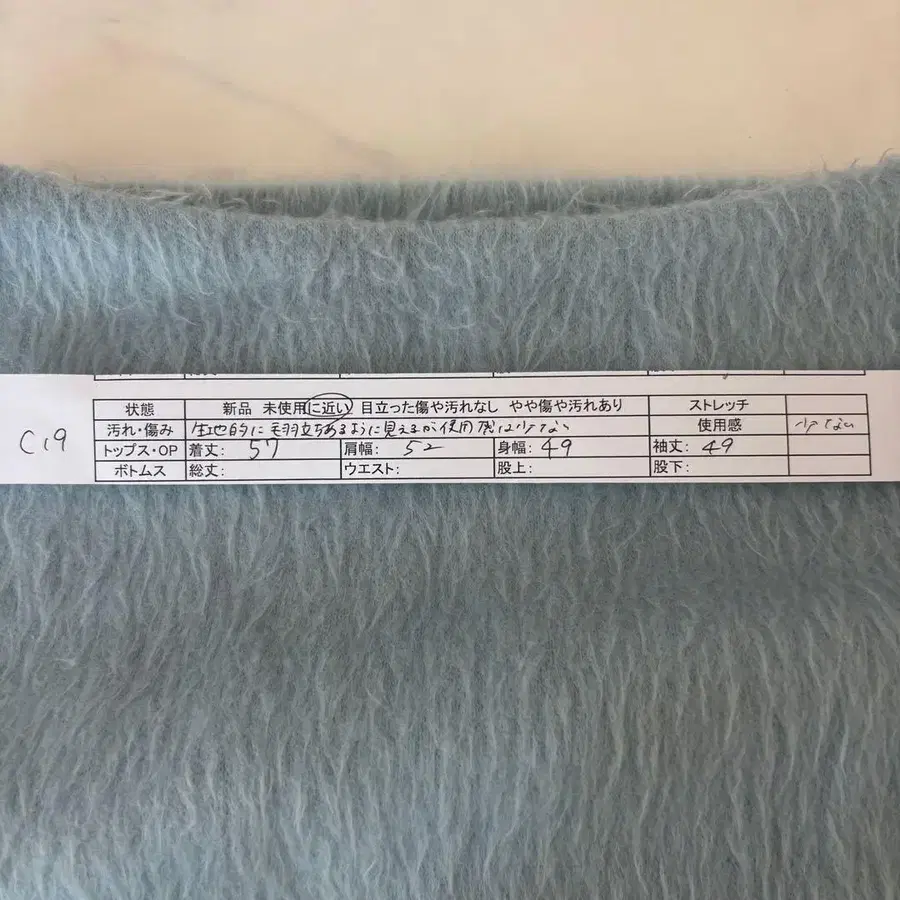 C19
状態 新品 未使用に近い 目立った傷や汚れなし やや傷や汚れあり ストレッチ
汚れ・傷み 生地的に毛羽立ちあるように見えるが使用感は少ない 使用感 少ない
トップス・OP 着丈: 57 肩幅: 52 身幅: 49 袖丈: 49
ボトムス 総丈: ウエスト: 股上: 股下: